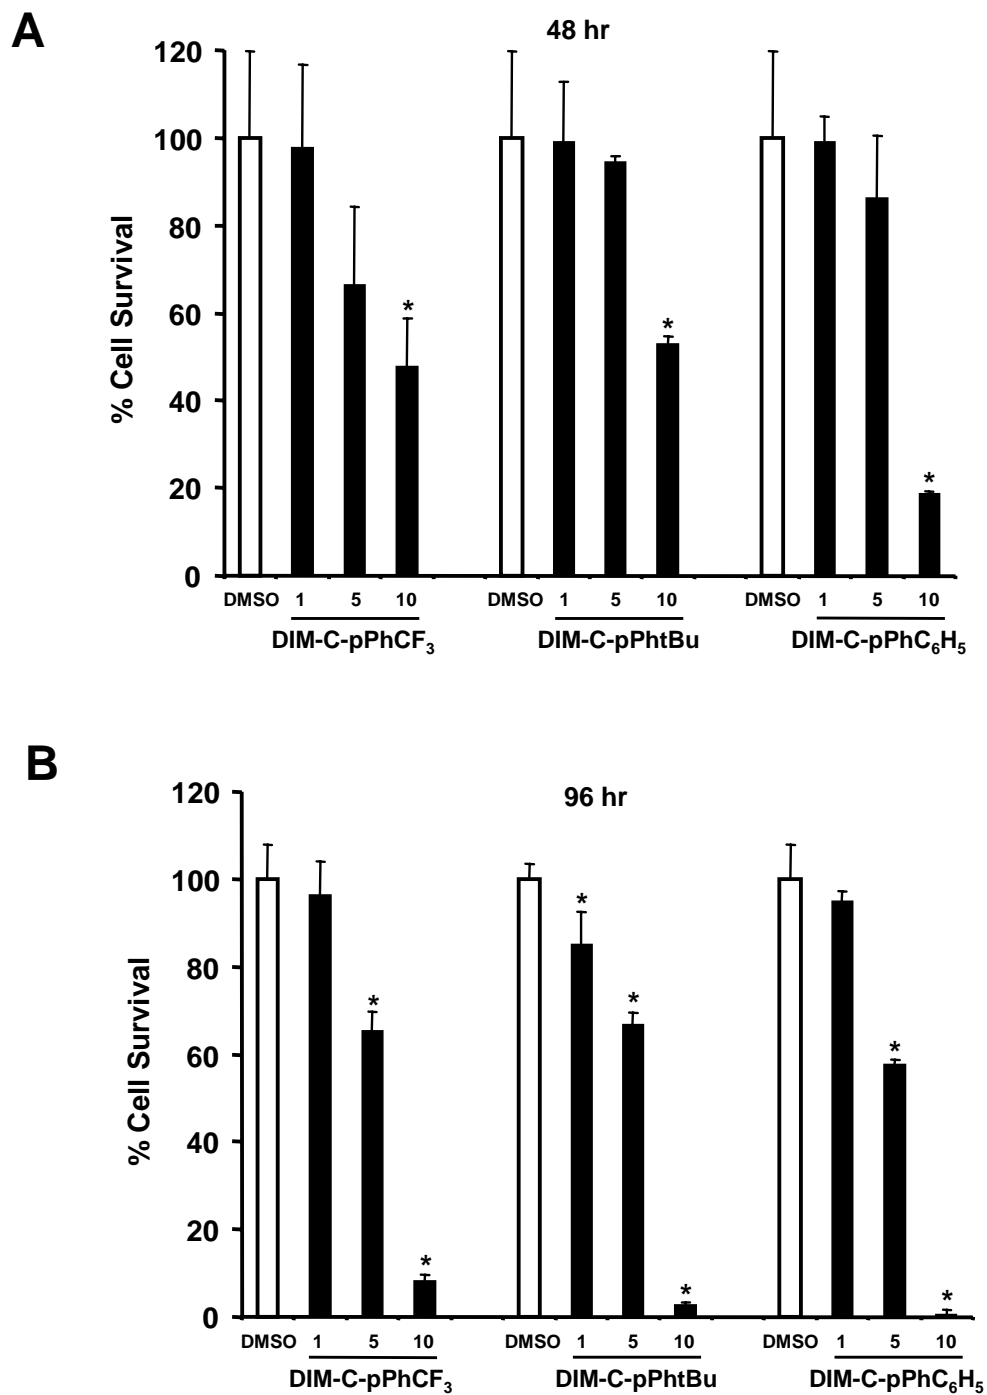 A
48 hr
120
100
80
60
40
20
0
% Cell Survival
*
*
*
DMSO 1 5 10 DMSO 1 5 10 DMSO 1 5 10
DIM-C-pPhCF₃ DIM-C-pPhtBu DIM-C-pPhC₆H₅
B
96 hr
120
100
80
60
40
20
0
% Cell Survival
*
*
*
*
*
*
*
DMSO 1 5 10 DMSO 1 5 10 DMSO 1 5 10
DIM-C-pPhCF₃ DIM-C-pPhtBu DIM-C-pPhC₆H₅